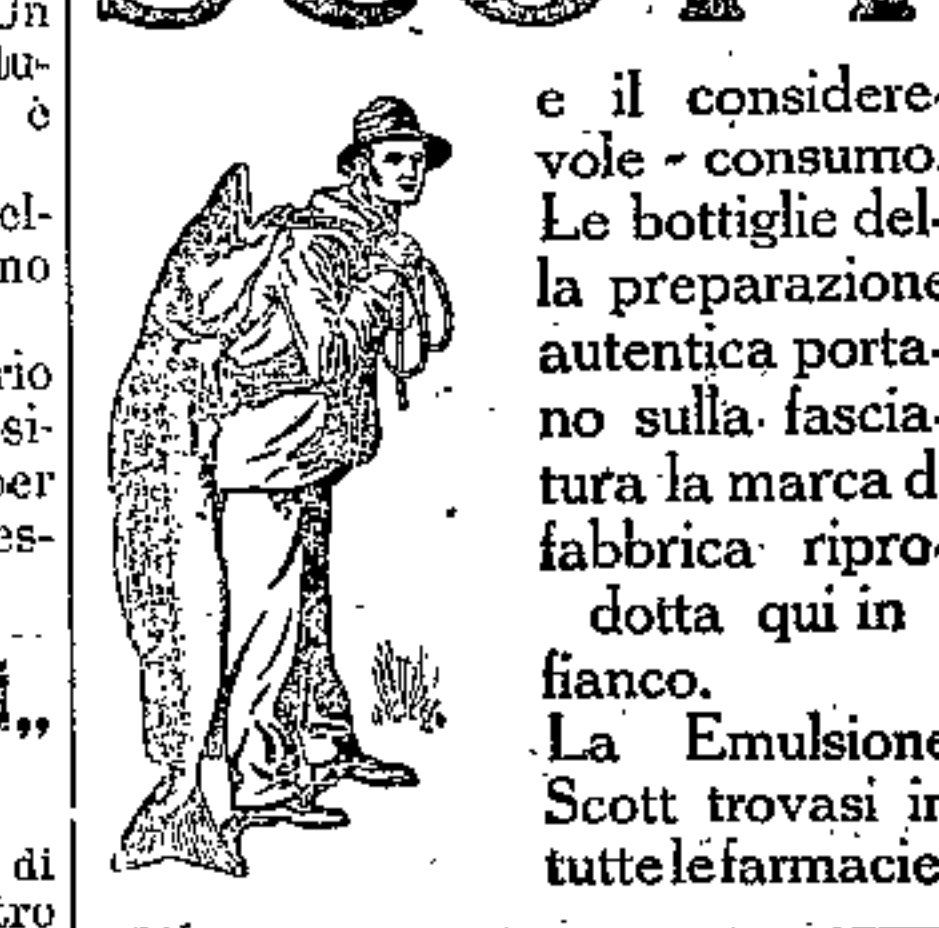 e il considere-
vole - consumo.
Le bottiglie del-
la preparazione
autentica porta-
no sulla fascia-
tura la marca d
fabbrica ripro-
dotta qui in
fianco.
La Emulsione
Scott trovasi in
tutte le farmacie
di
è
per